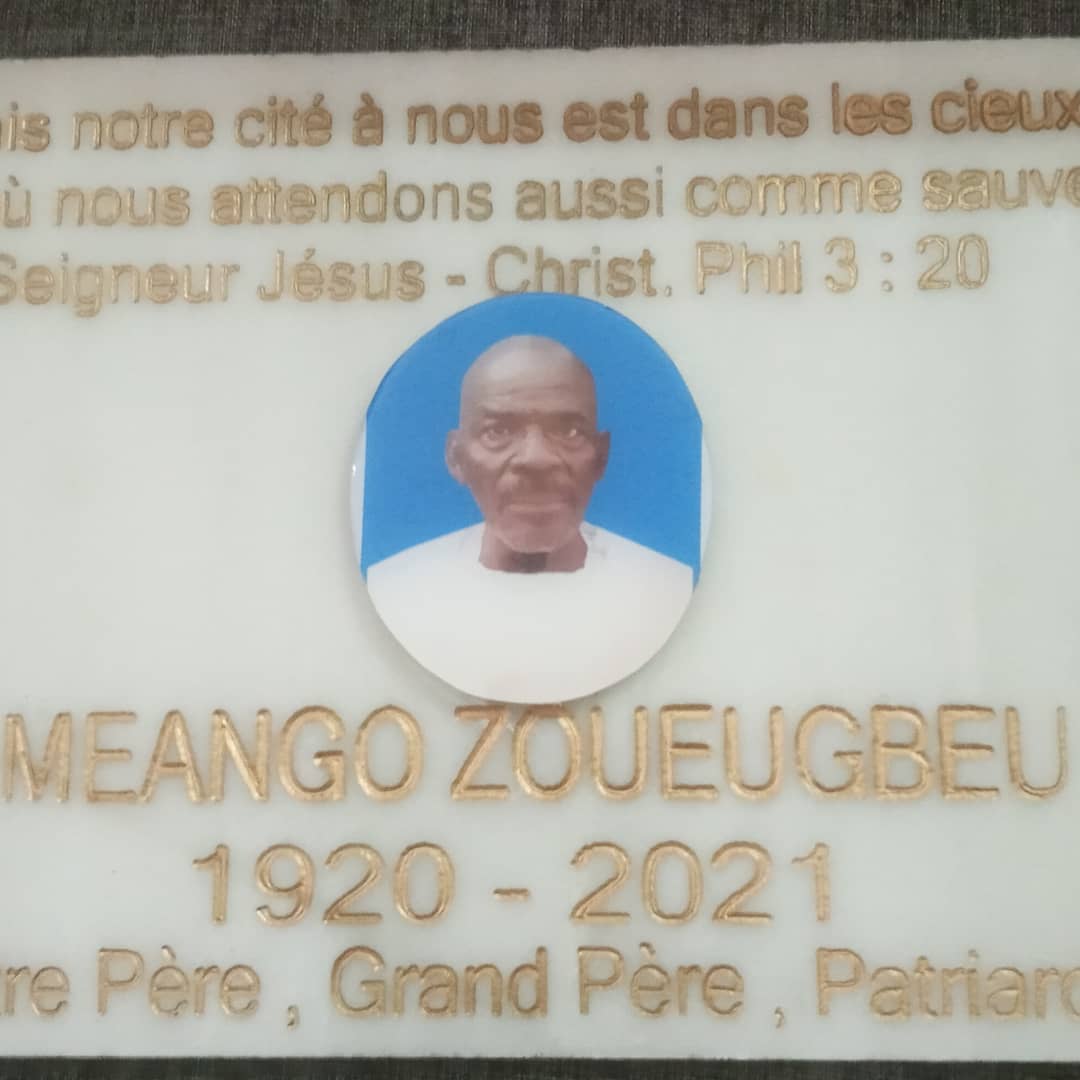 is notre cité à nous est dans les cieux
ù nous attendons aussi comme sauve
Seigneur Jésus - Christ. Phil 3 : 20
MEANGO ZOUEUGBEU
1920 - 2021
re Père , Grand Père , Patriarc